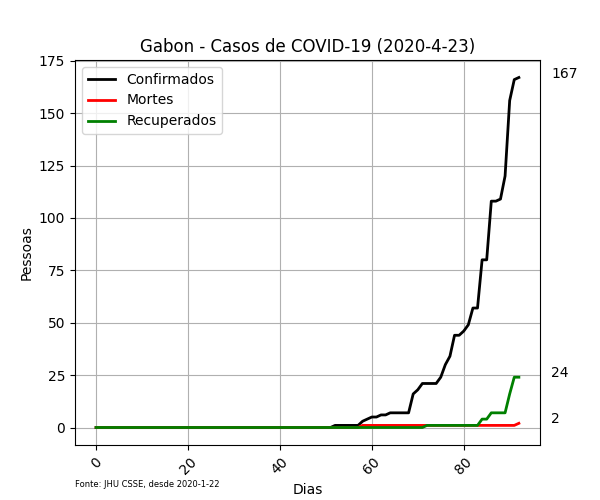 Gabon - Casos de COVID-19 (2020-4-23)
Confirmados
Mortes
Recuperados
175
150
125
100
75
50
25
0
Pessoas
167
24
2
0
20
40
60
80
Dias
Fonte: JHU CSSE, desde 2020-1-22